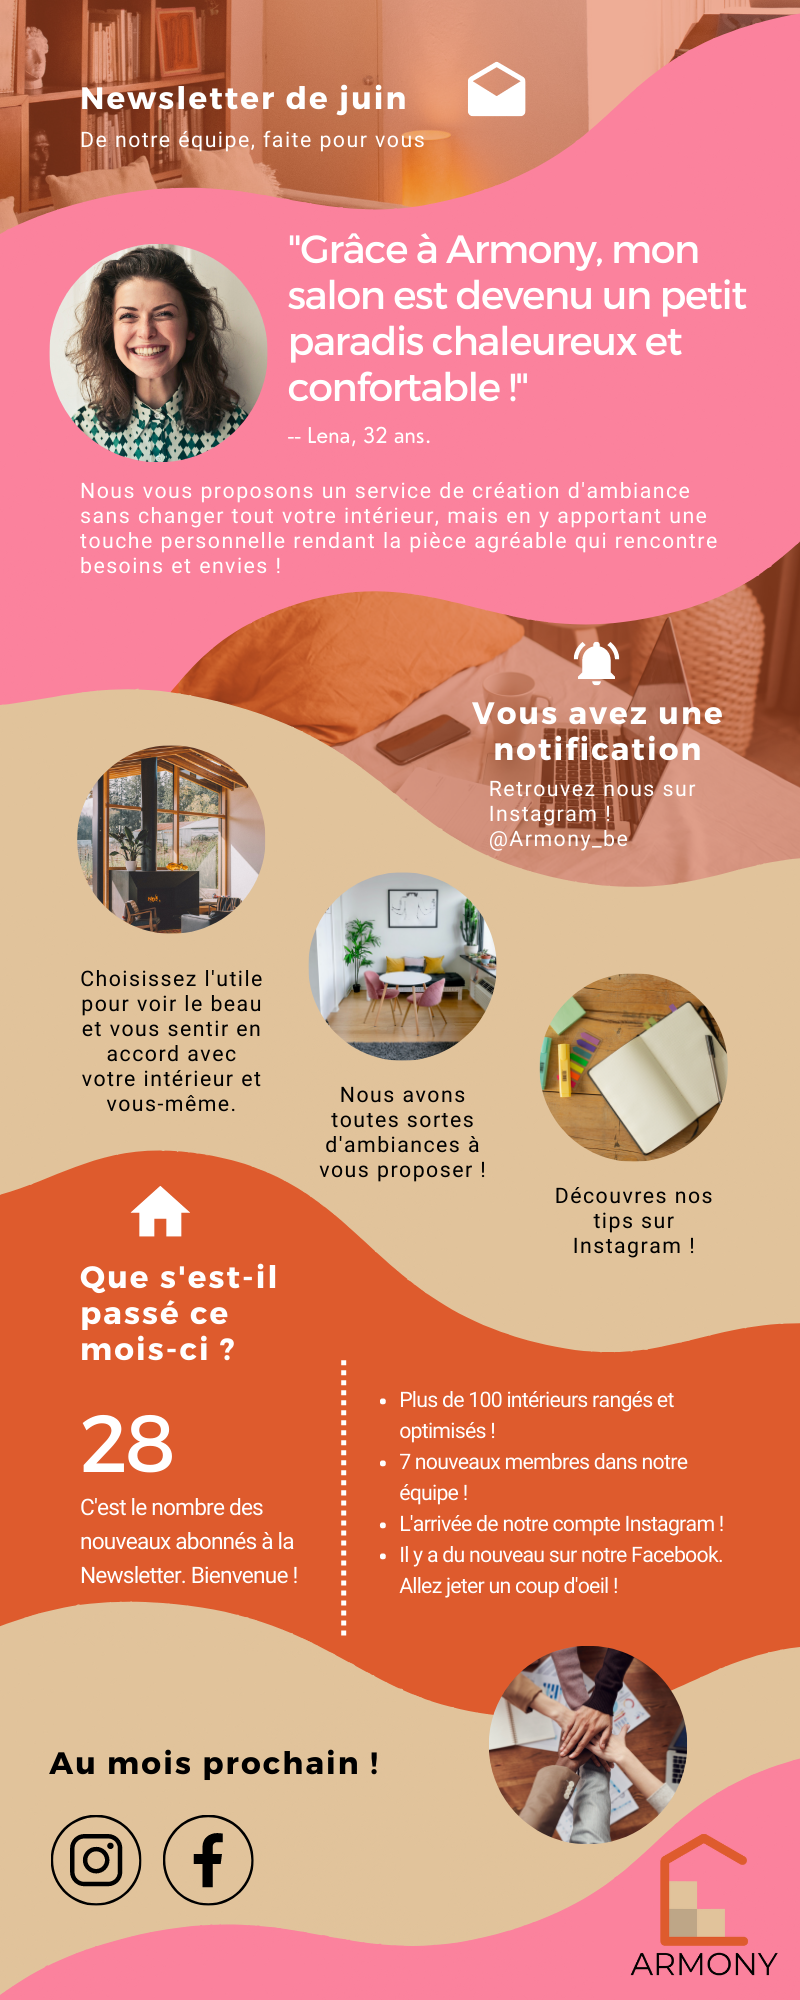 Newsletter de juin
De notre équipe, faite pour vous
"Grâce à Armony, mon
salon est devenu un petit
paradis chaleureux et
confortable !"
-- Lena, 32 ans.
Nous vous proposons un service de création d'ambiance
sans changer tout votre intérieur, mais en y apportant une
touche personnelle rendant la pièce agréable qui rencontre
besoins et envies !
Vous avez une
notification
Retrouvez nous sur
Instagram !
@Armony_be
Choisissez l'utile
pour voir le beau
et vous sentir en
accord avec
votre intérieur et
vous-même.
Nous avons
toutes sortes
d'ambiances à
vous proposer !
Découvres nos
tips sur
Instagram !
Que s'est-il
passé ce
mois-ci ?
28
C'est le nombre des
nouveaux abonnés à la
Newsletter. Bienvenue !
• Plus de 100 intérieurs rangés et
optimisés !
• 7 nouveaux membres dans notre
équipe !
• L'arrivée de notre compte Instagram !
• Il y a du nouveau sur notre Facebook.
Allez jeter un coup d'oeil !
Au mois prochain !
ARMONY